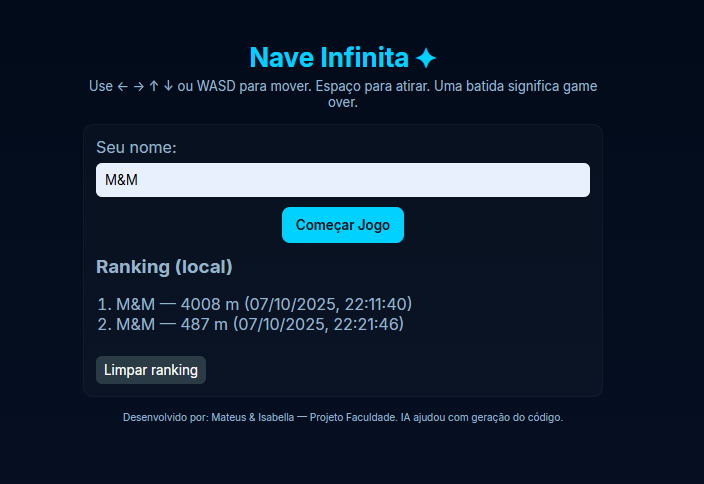 Nave Infinita ✦
Use ← → ↑ ↓ ou WASD para mover. Espaço para atirar. Uma batida significa game
over.
Seu nome:
M&M
Começar Jogo
Ranking (local)
1. M&M — 4008 m (07/10/2025, 22:11:40)
2. M&M — 487 m (07/10/2025, 22:21:46)
Limpar ranking
Desenvolvido por: Mateus & Isabella — Projeto Faculdade. IA ajudou com geração do código.